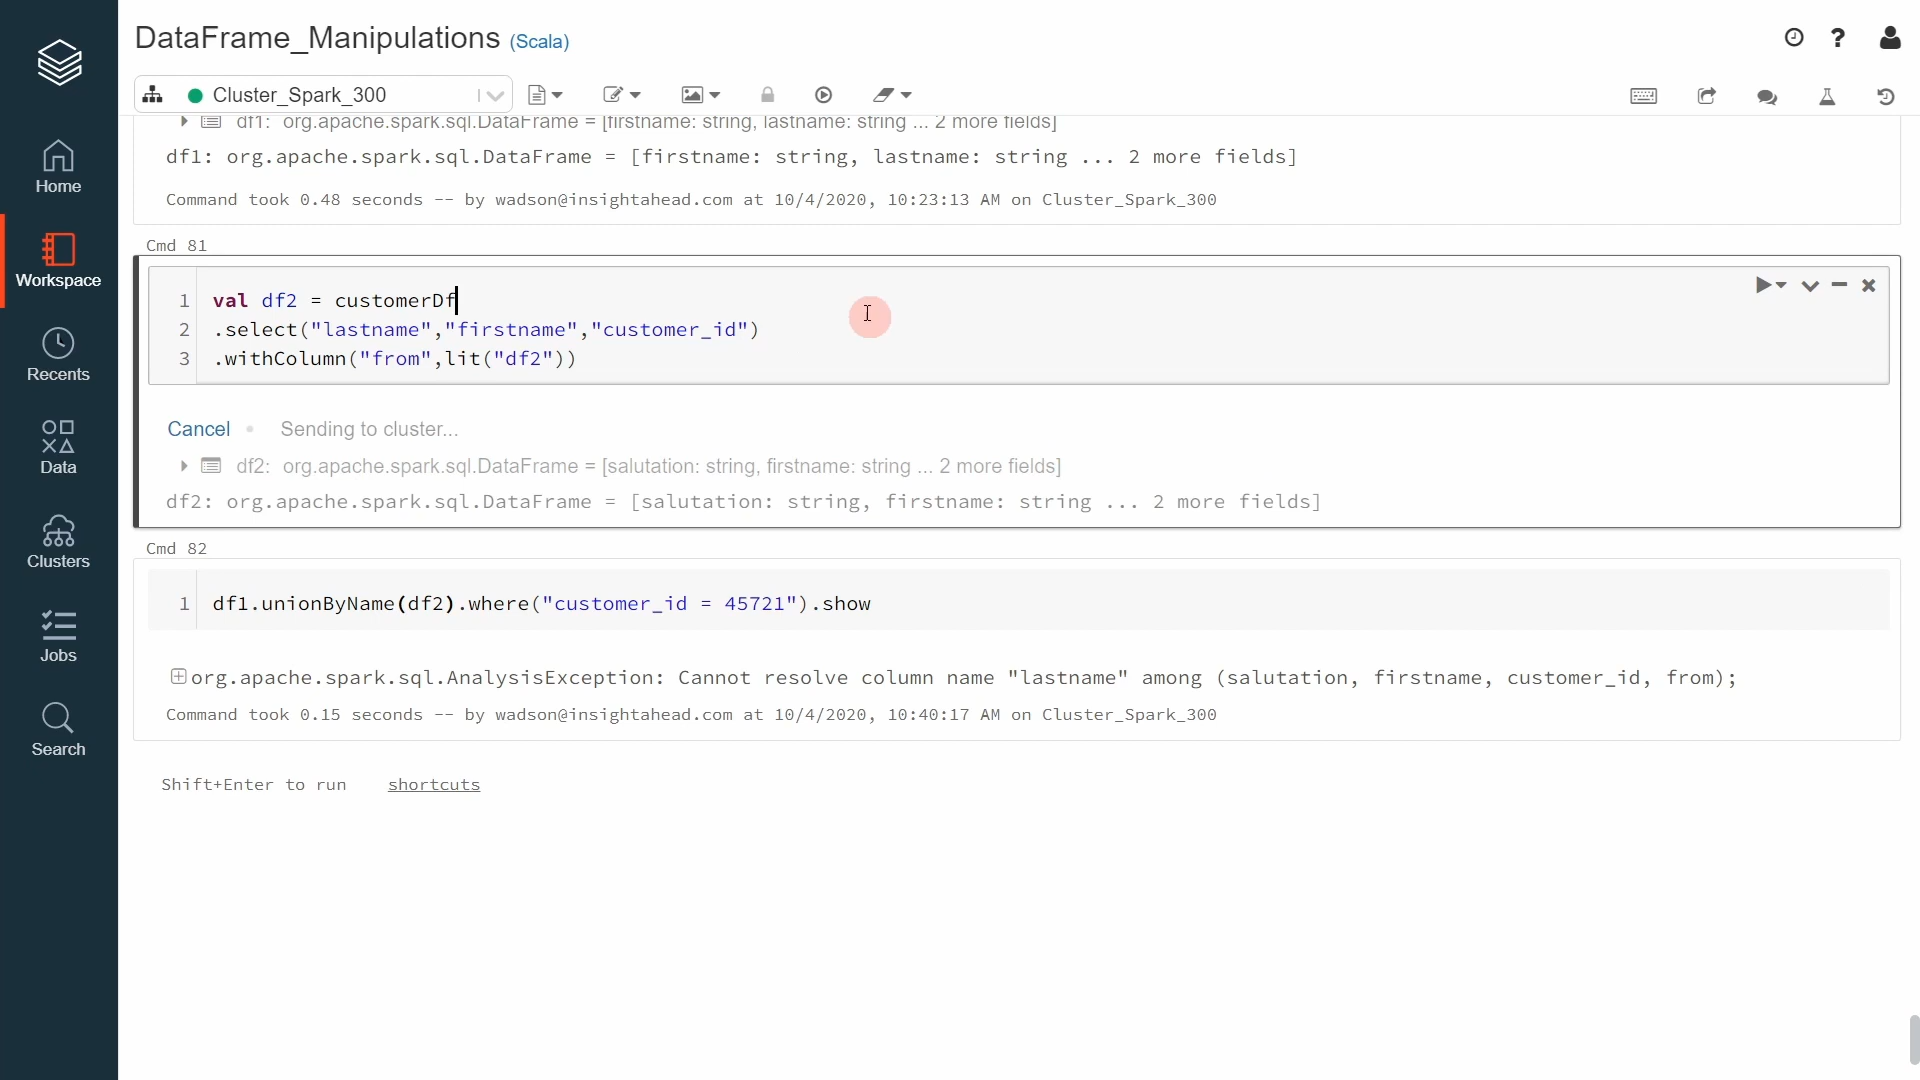 DataFrame_Manipulations (Scala)
Cluster_Spark_300
df1: org.apache.spark.sql.DataFrame = [firstname: string, lastname: string ... 2 more fields]
df1: org.apache.spark.sql.DataFrame = [firstname: string, lastname: string ... 2 more fields]
Command took 0.48 seconds -- by wadson@insightahead.com at 10/4/2020, 10:23:13 AM on Cluster_Spark_300
Home
Workspace
Recents
Data
Clusters
Jobs
Search
Cmd 81
1 val df2 = customerDf
2 .select("lastname","firstname","customer_id")
3 .withColumn("from",lit("df2"))
Cancel Sending to cluster...
df2: org.apache.spark.sql.DataFrame = [salutation: string, firstname: string ... 2 more fields]
df2: org.apache.spark.sql.DataFrame = [salutation: string, firstname: string ... 2 more fields]
Cmd 82
1 df1.unionByName(df2).where("customer_id = 45721").show
org.apache.spark.sql.AnalysisException: Cannot resolve column name "lastname" among (salutation, firstname, customer_id, from);
Command took 0.15 seconds -- by wadson@insightahead.com at 10/4/2020, 10:40:17 AM on Cluster_Spark_300
Shift+Enter to run shortcuts